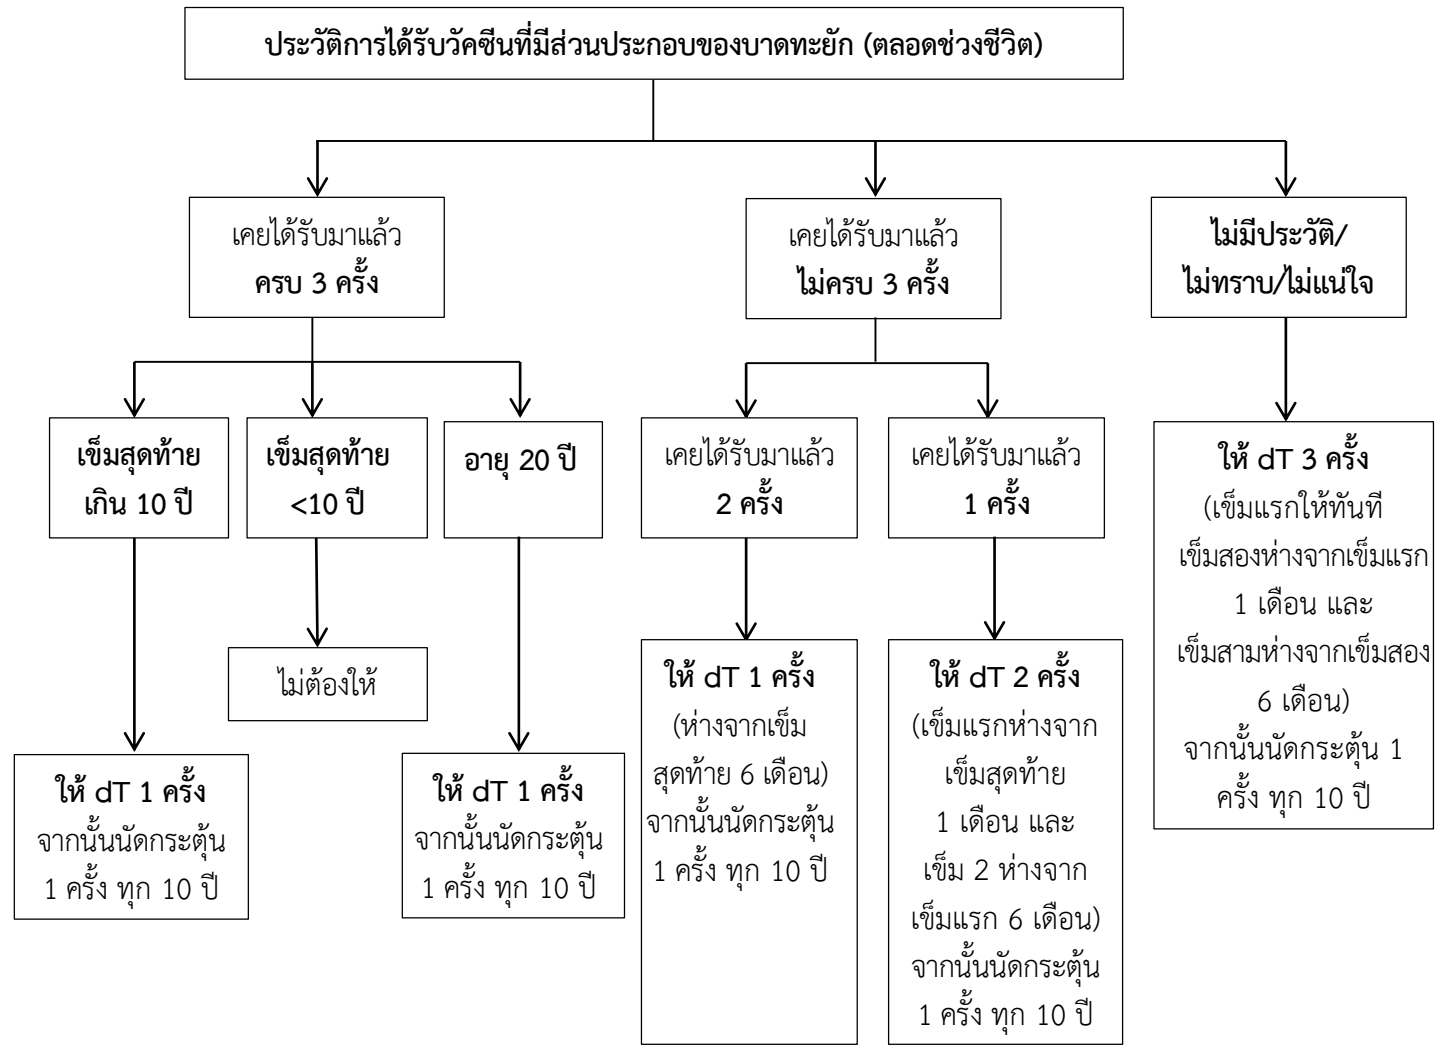 ประวัติการได้รับวัคซีนที่มีส่วนประกอบของบาดทะยัก (ตลอดช่วงชีวิต)
เคยได้รับมาแล้ว
ครบ 3 ครั้ง
เคยได้รับมาแล้ว
ไม่ครบ 3 ครั้ง
ไม่มีประวัติ/
ไม่ทราบ/ไม่แน่ใจ
เข็มสุดท้าย
เกิน 10 ปี
เข็มสุดท้าย
<10 ปี
อายุ 20 ปี
เคยได้รับมาแล้ว
2 ครั้ง
เคยได้รับมาแล้ว
1 ครั้ง
ให้ dT 3 ครั้ง
(เข็มแรกให้ทันที
เข็มสองห่างจากเข็มแรก
1 เดือน และ
เข็มสามห่างจากเข็มสอง
6 เดือน)
จากนั้นนัดกระตุ้น 1
ครั้ง ทุก 10 ปี
ไม่ต้องให้
ให้ dT 1 ครั้ง
จากนั้นนัดกระตุ้น
1 ครั้ง ทุก 10 ปี
ให้ dT 1 ครั้ง
จากนั้นนัดกระตุ้น
1 ครั้ง ทุก 10 ปี
ให้ dT 1 ครั้ง
(ห่างจากเข็ม
สุดท้าย 6 เดือน)
จากนั้นนัดกระตุ้น
1 ครั้ง ทุก 10 ปี
ให้ dT 2 ครั้ง
(เข็มแรกห่างจาก
เข็มสุดท้าย
1 เดือน และ
เข็ม 2 ห่างจาก
เข็มแรก 6 เดือน)
จากนั้นนัดกระตุ้น
1 ครั้ง ทุก 10 ปี